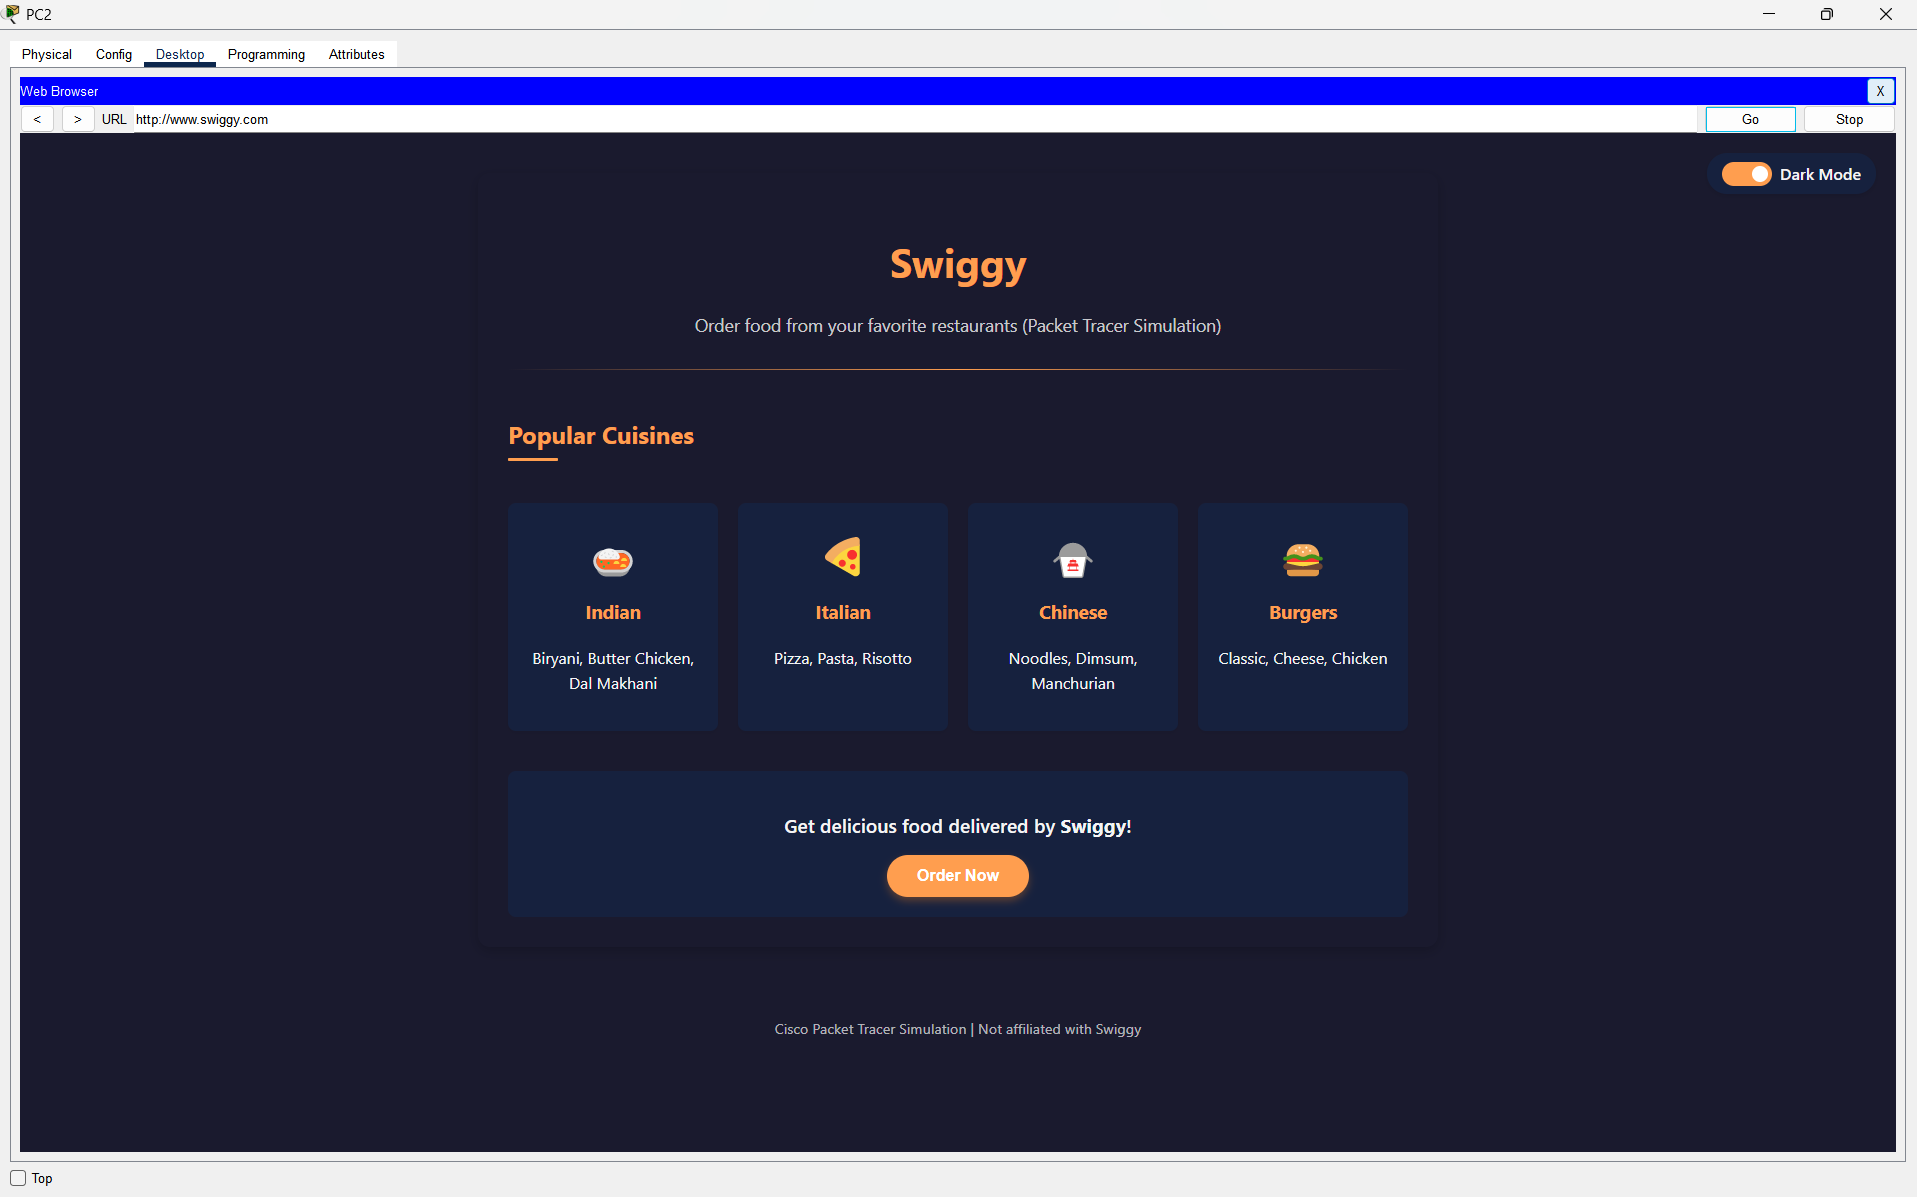 PC2
Physical Config Desktop Programming Attributes
Web Browser X
< > URL http://www.swiggy.com Go Stop
Dark Mode
Swiggy
Order food from your favorite restaurants (Packet Tracer Simulation)
Popular Cuisines
Indian
Biryani, Butter Chicken,
Dal Makhani
Italian
Pizza, Pasta, Risotto
Chinese
Noodles, Dimsum,
Manchurian
Burgers
Classic, Cheese, Chicken
Get delicious food delivered by Swiggy!
Order Now
Cisco Packet Tracer Simulation | Not affiliated with Swiggy
Top